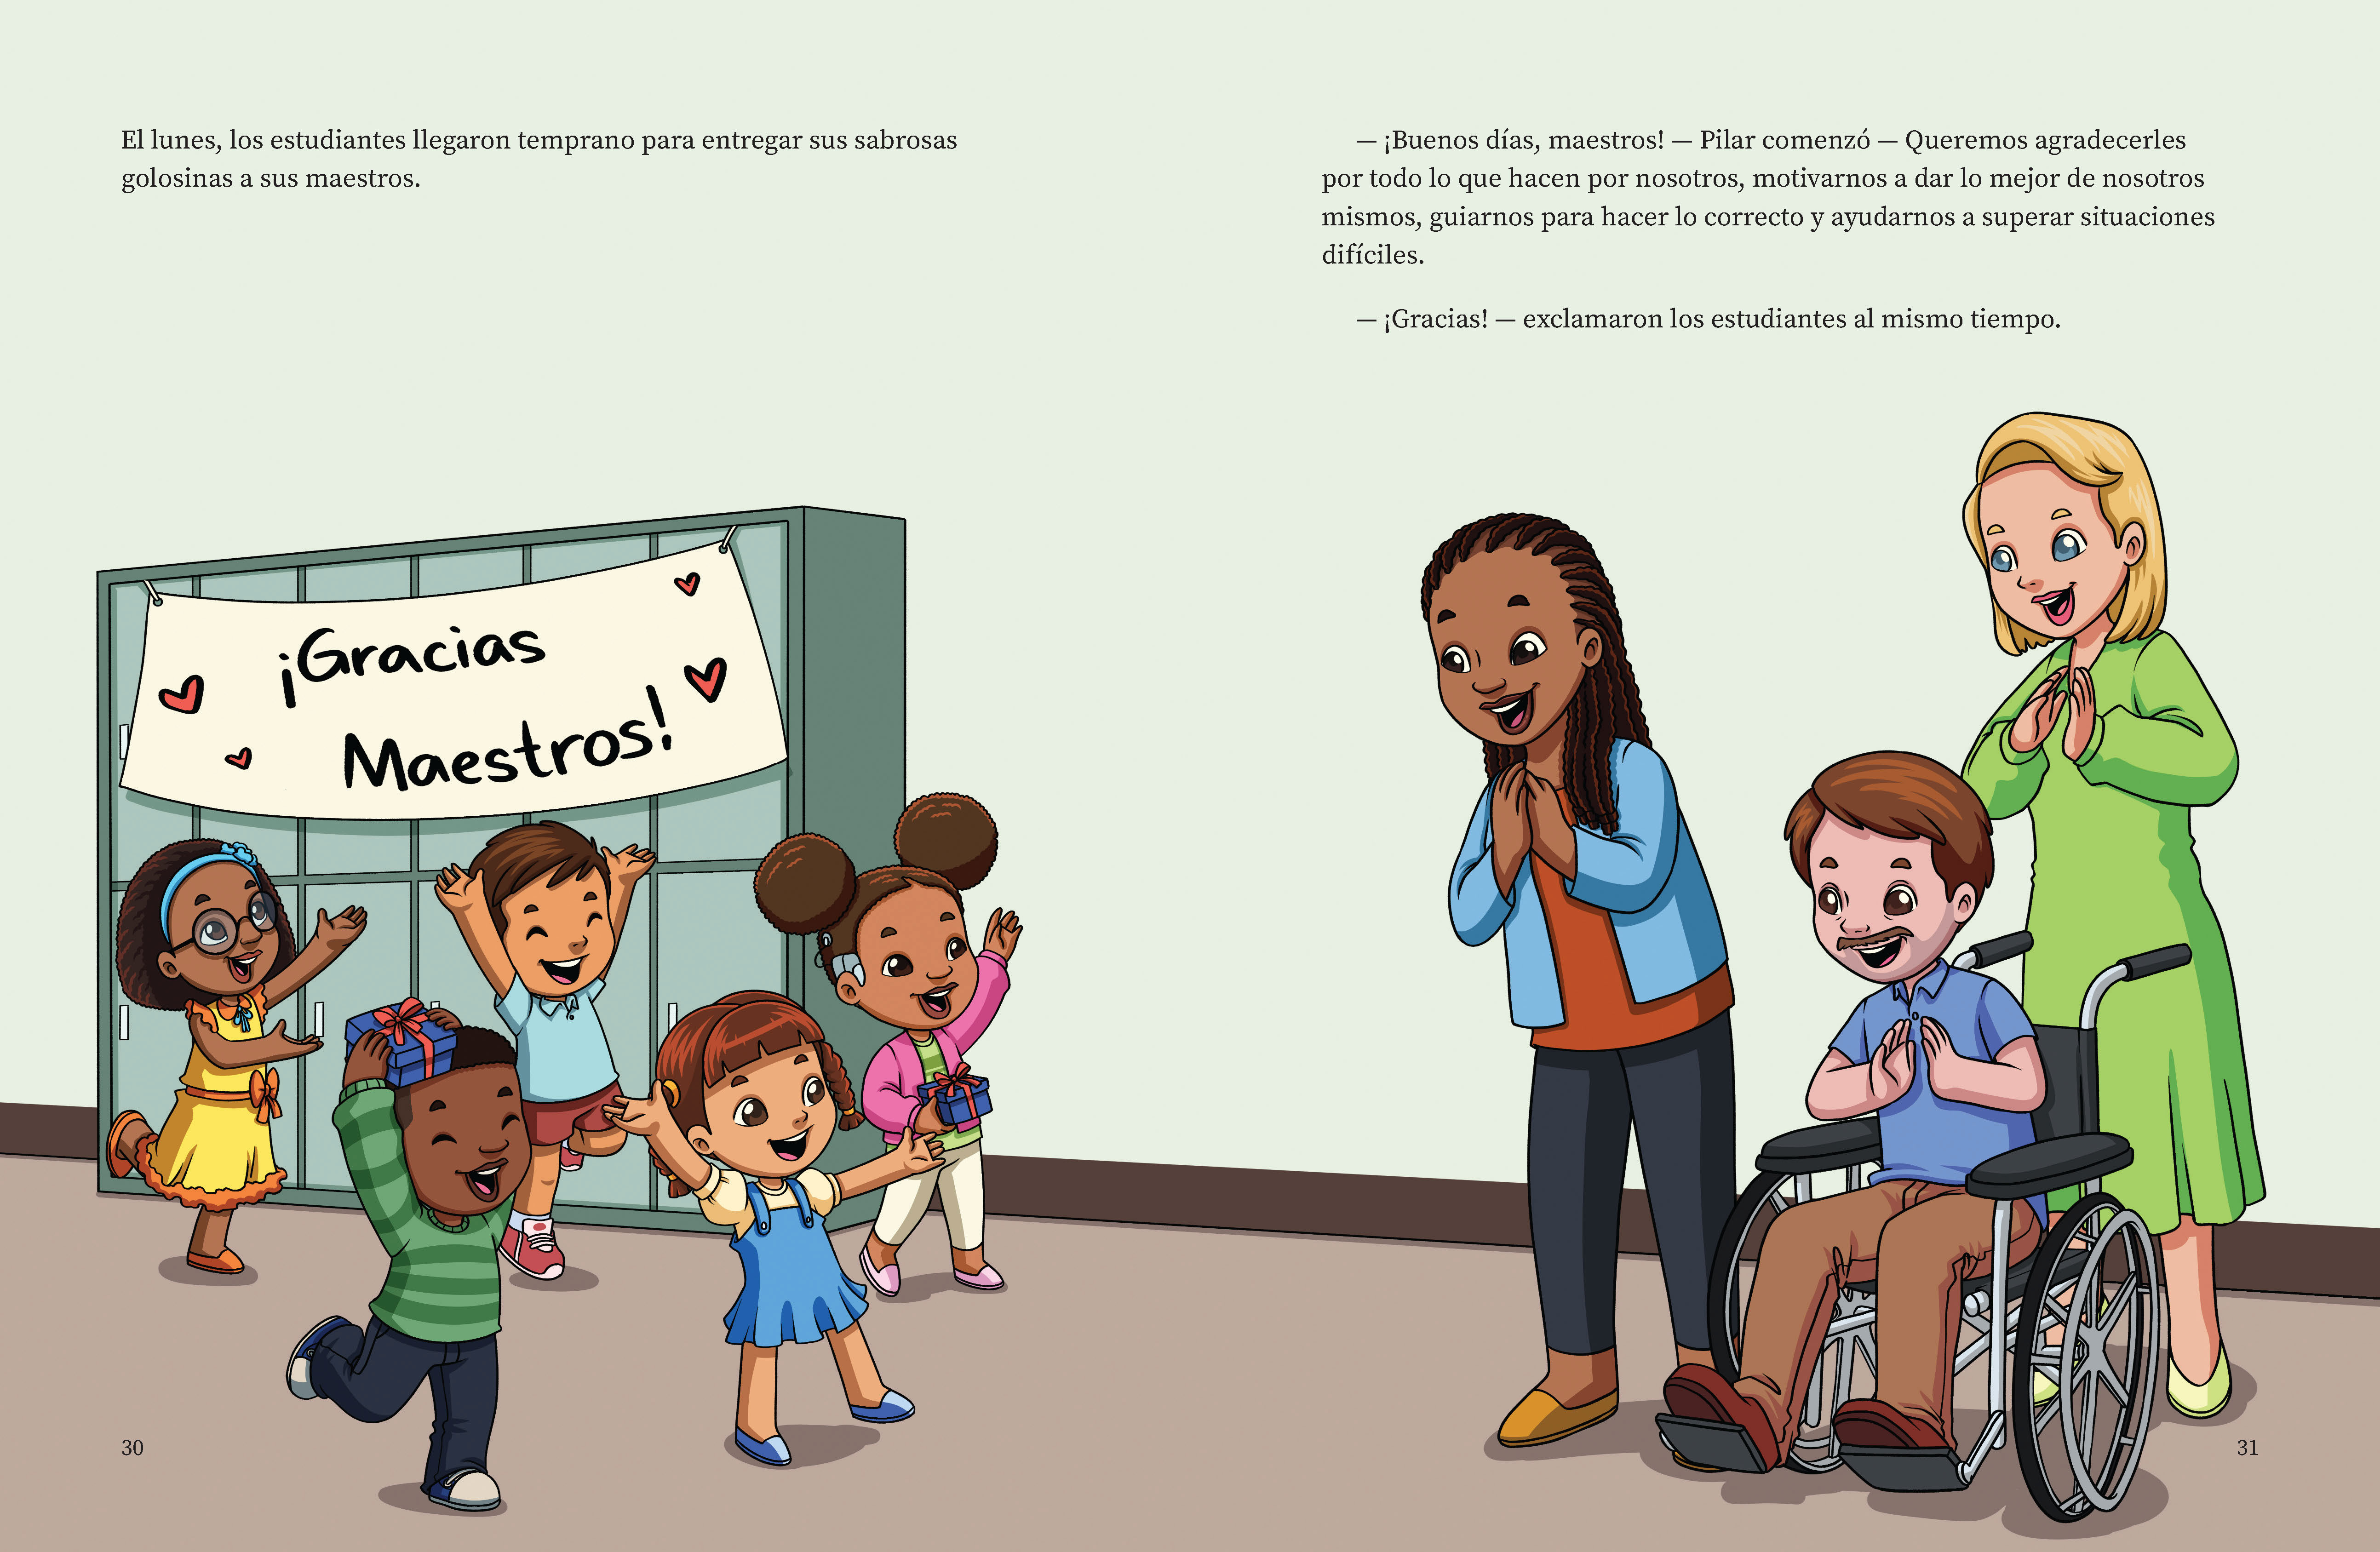 El lunes, los estudiantes llegaron temprano para entregar sus sabrosas
golosinas a sus maestros.
¡Gracias
Maestros!
30
— ¡Buenos días, maestros! — Pilar comenzó — Queremos agradecerles
por todo lo que hacen por nosotros, motivarnos a dar lo mejor de nosotros
mismos, guiarnos para hacer lo correcto y ayudarnos a superar situaciones
difíciles.
— ¡Gracias! — exclamaron los estudiantes al mismo tiempo.
31